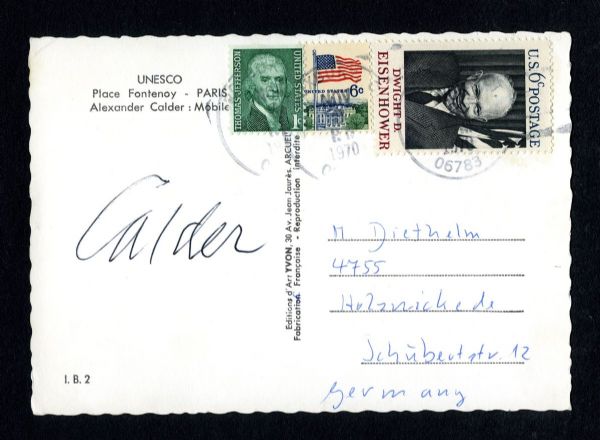 UNESCO
Place Fontenoy - PARIS
Alexander Calder : Mobile
THOMAS JEFFERSON
UNITED STATES
1c
UNITED STATES
6c
EISENHOWER
DWIGHT D.
U.S. 6c POSTAGE
1970
06783
Calder
Editions d'Art YVON, 30 Av. Jean Jaurès, ARCUEIL
Fabrication Française - Reproduction interdite
M Diethelm
4755
Holzwickede
Schubertstr. 12
Germany
I. B. 2